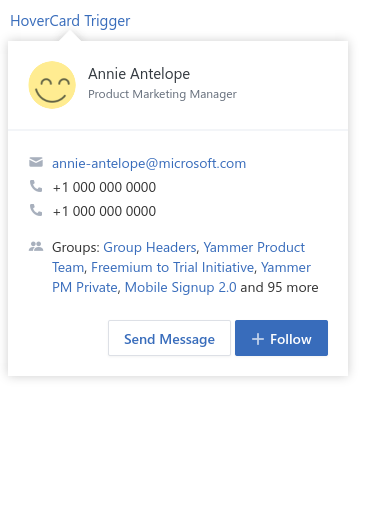 HoverCard Trigger
Annie Antelope
Product Marketing Manager
annie-antelope@microsoft.com
+1 000 000 0000
+1 000 000 0000
Groups: Group Headers, Yammer Product
Team, Freemium to Trial Initiative, Yammer
PM Private, Mobile Signup 2.0 and 95 more
Send Message
Follow